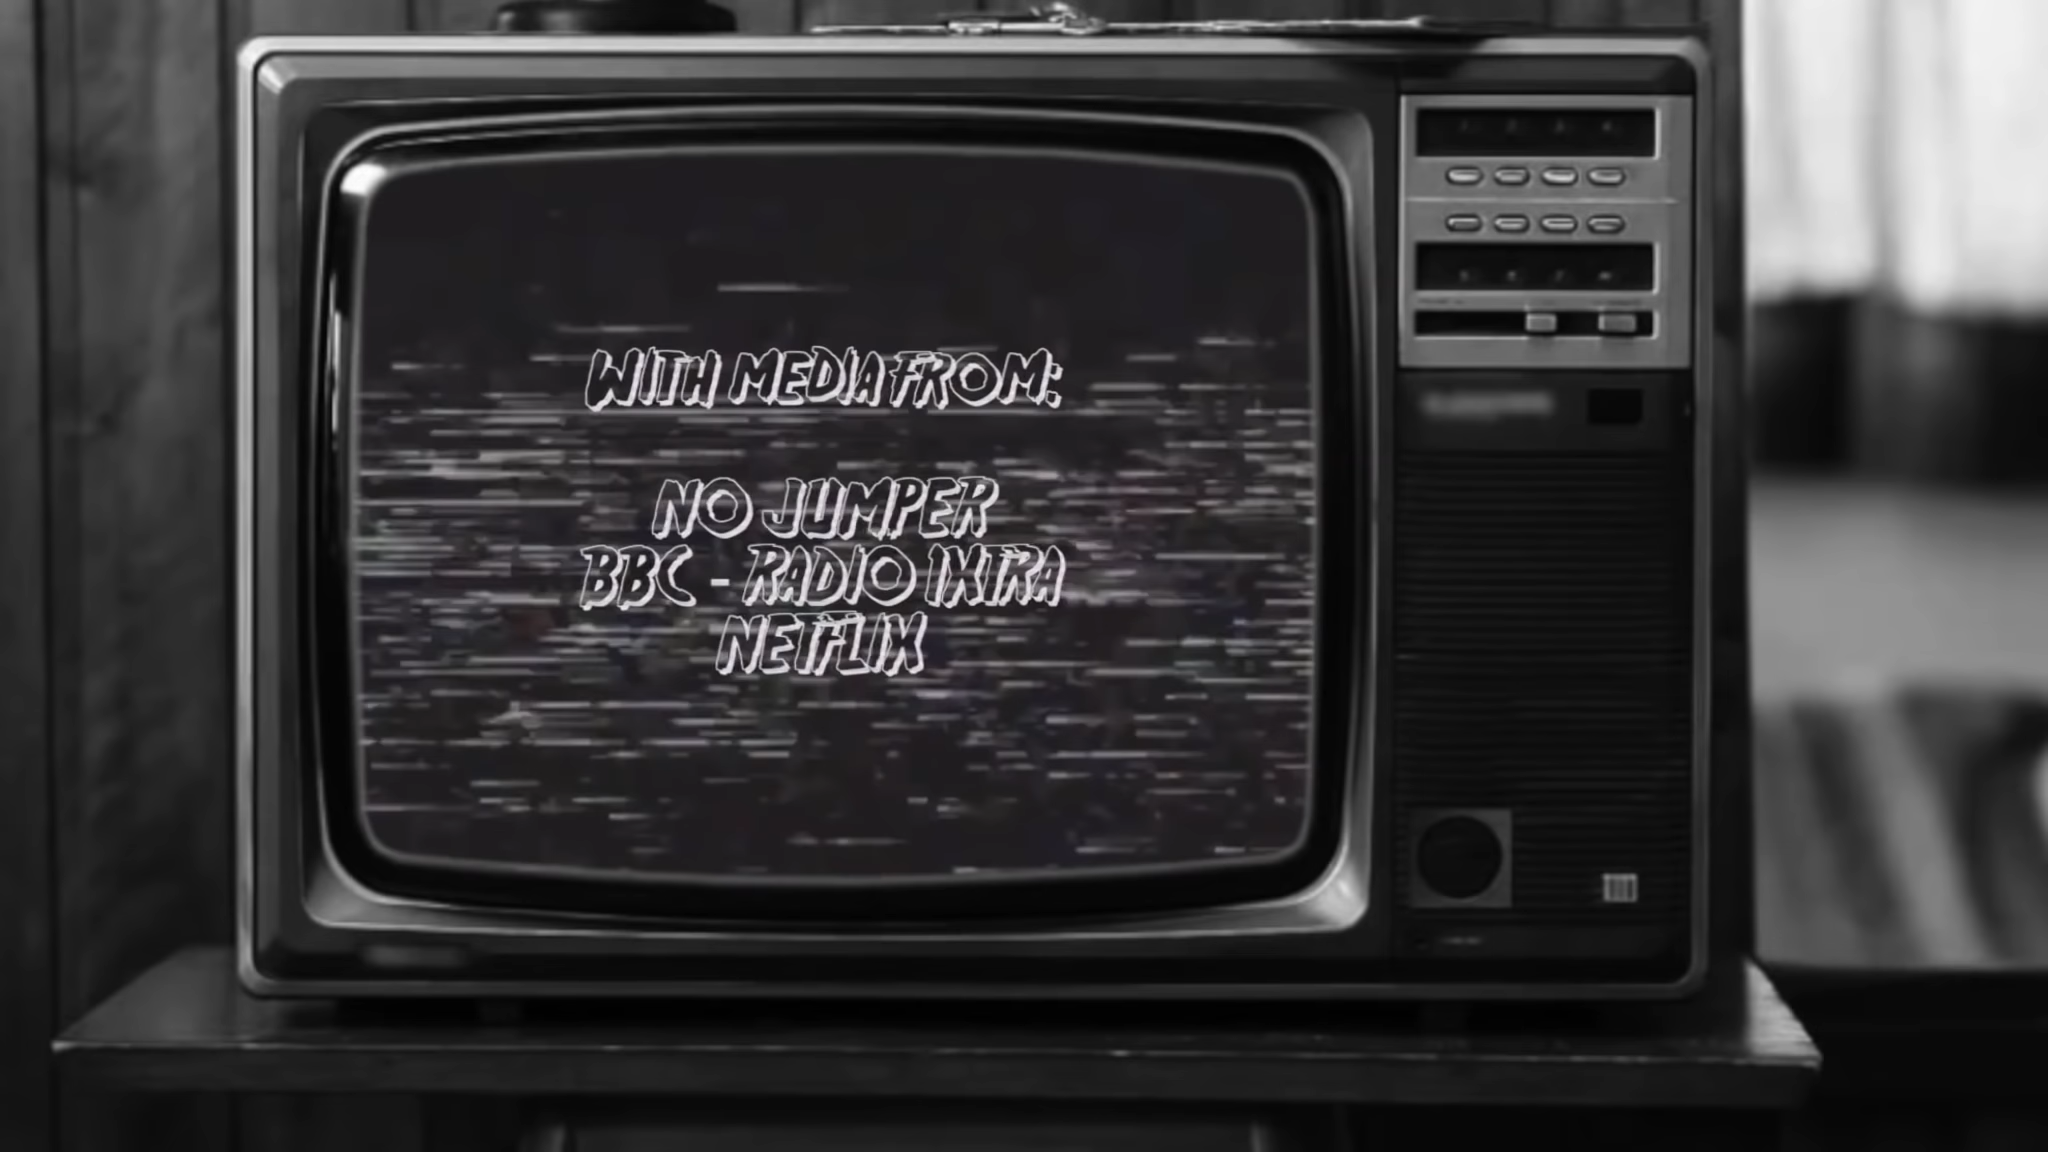 WITH MEDIA FROM:
NO JUMPER
BBC - RADIO 1XTRA
NETFLIX